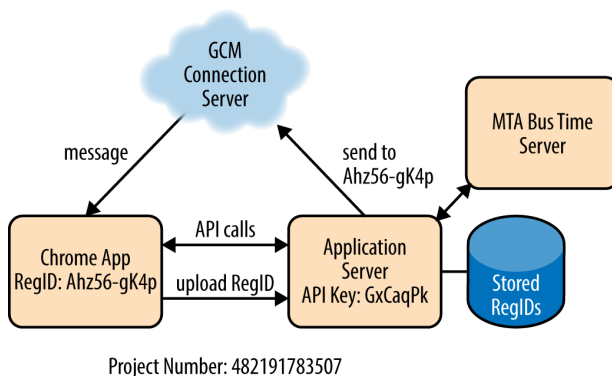 GCM
Connection
Server
MTA Bus Time
Server
message
send to
Ahz56-gK4p
Chrome App
RegID: Ahz56-gK4p
API calls
upload RegID
Application
Server
API Key: GxCaqPk
Stored
RegIDs
Project Number: 482191783507